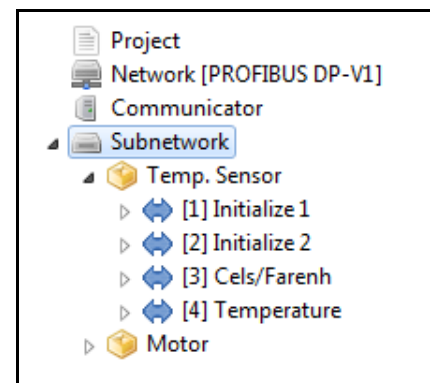 Project
Network [PROFIBUS DP-V1]
Communicator
Subnetwork
Temp. Sensor
[1] Initialize 1
[2] Initialize 2
[3] Cels/Farenh
[4] Temperature
Motor